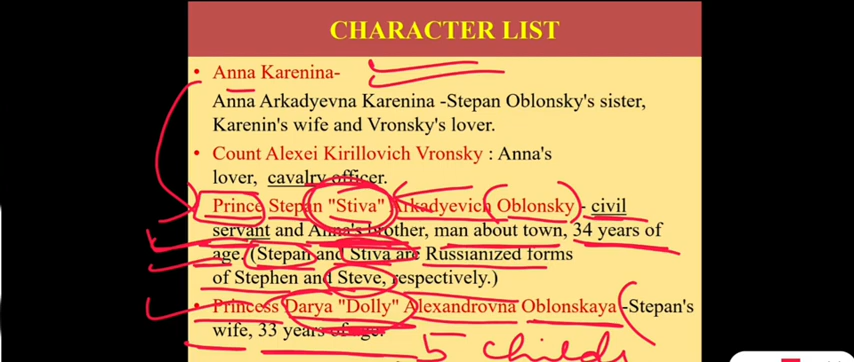 CHARACTER LIST
• Anna Karenina-
Anna Arkadyevna Karenina -Stepan Oblonsky's sister,
Karenin's wife and Vronsky's lover.
• Count Alexei Kirillovich Vronsky : Anna's
lover, cavalry officer.
• Prince Stepan "Stiva" Arkadyevich Oblonsky - civil
servant and Anna's brother, man about town, 34 years of
age. (Stepan and Stiva are Russianized forms
of Stephen and Steve, respectively.)
• Princess Darya "Dolly" Alexandrovna Oblonskaya -Stepan's
wife, 33 years of age.
5